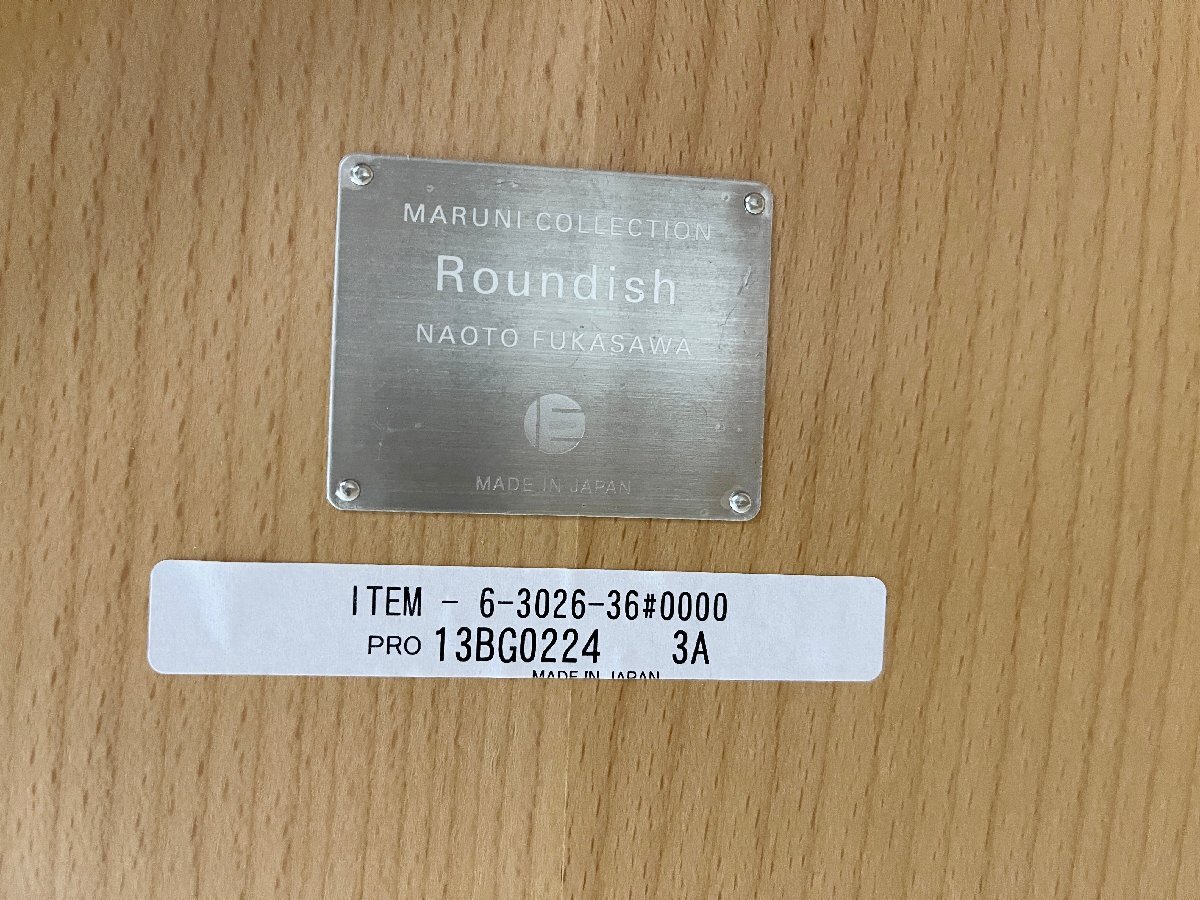 MARUNI COLLECTION
Roundish
NAOTO FUKASAWA
MADE IN JAPAN
ITEM - 6-3026-36#0000
PRO 13BG0224 3A
MADE IN JAPAN